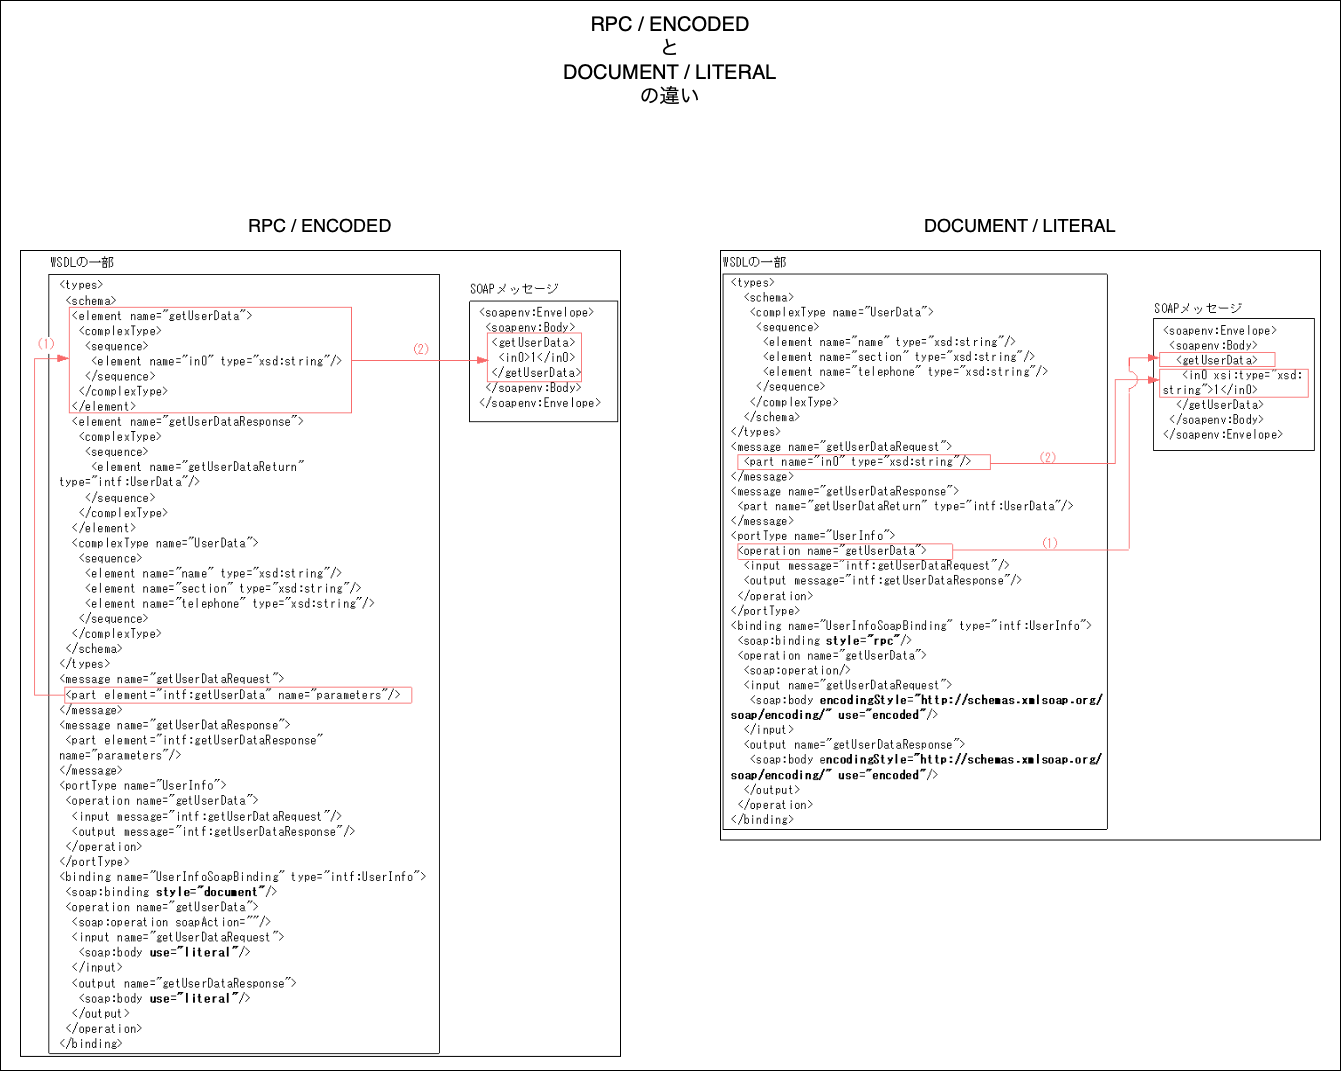 RPC / ENCODED
と
DOCUMENT / LITERAL
の違い
RPC / ENCODED
WSDLの一部
<types>
<schema>
<element name="getUserData">
<complexType>
<sequence>
<element name="in0" type="xsd:string"/>
</sequence>
</complexType>
</element>
<element name="getUserDataResponse">
<complexType>
<sequence>
<element name="getUserDataReturn"
type="intf:UserData"/>
</sequence>
</complexType>
</element>
<complexType name="UserData">
<sequence>
<element name="name" type="xsd:string"/>
<element name="section" type="xsd:string"/>
<element name="telephone" type="xsd:string"/>
</sequence>
</complexType>
</schema>
</types>
<message name="getUserDataRequest">
<part element="intf:getUserData" name="parameters"/>
</message>
<message name="getUserDataResponse">
<part element="intf:getUserDataResponse"
name="parameters"/>
</message>
<portType name="UserInfo">
<operation name="getUserData">
<input message="intf:getUserDataRequest"/>
<output message="intf:getUserDataResponse"/>
</operation>
</portType>
<binding name="UserInfoSoapBinding" type="intf:UserInfo">
<soap:binding style="document"/>
<operation name="getUserData">
<soap:operation soapAction=""/>
<input name="getUserDataRequest">
<soap:body use="literal"/>
</input>
<output name="getUserDataResponse">
<soap:body use="literal"/>
</output>
</operation>
</binding>
(1)
(2)
SOAPメッセージ
<soapenv:Envelope>
<soapenv:Body>
<getUserData>
<in0>1</in0>
</getUserData>
</soapenv:Body>
</soapenv:Envelope>
DOCUMENT / LITERAL
WSDLの一部
<types>
<schema>
<complexType name="UserData">
<sequence>
<element name="name" type="xsd:string"/>
<element name="section" type="xsd:string"/>
<element name="telephone" type="xsd:string"/>
</sequence>
</complexType>
</schema>
</types>
<message name="getUserDataRequest">
<part name="in0" type="xsd:string"/>
</message>
<message name="getUserDataResponse">
<part name="getUserDataReturn" type="intf:UserData"/>
</message>
<portType name="UserInfo">
<operation name="getUserData">
<input message="intf:getUserDataRequest"/>
<output message="intf:getUserDataResponse"/>
</operation>
</portType>
<binding name="UserInfoSoapBinding" type="intf:UserInfo">
<soap:binding style="rpc"/>
<operation name="getUserData">
<soap:operation/>
<input name="getUserDataRequest">
<soap:body encodingStyle="http://schemas.xmlsoap.org/
soap/encoding/" use="encoded"/>
</input>
<output name="getUserDataResponse">
<soap:body encodingStyle="http://schemas.xmlsoap.org/
soap/encoding/" use="encoded"/>
</output>
</operation>
</binding>
(2)
(1)
SOAPメッセージ
<soapenv:Envelope>
<soapenv:Body>
<getUserData>
<in0 xsi:type="xsd:
string">1</in0>
</getUserData>
</soapenv:Body>
</soapenv:Envelope>